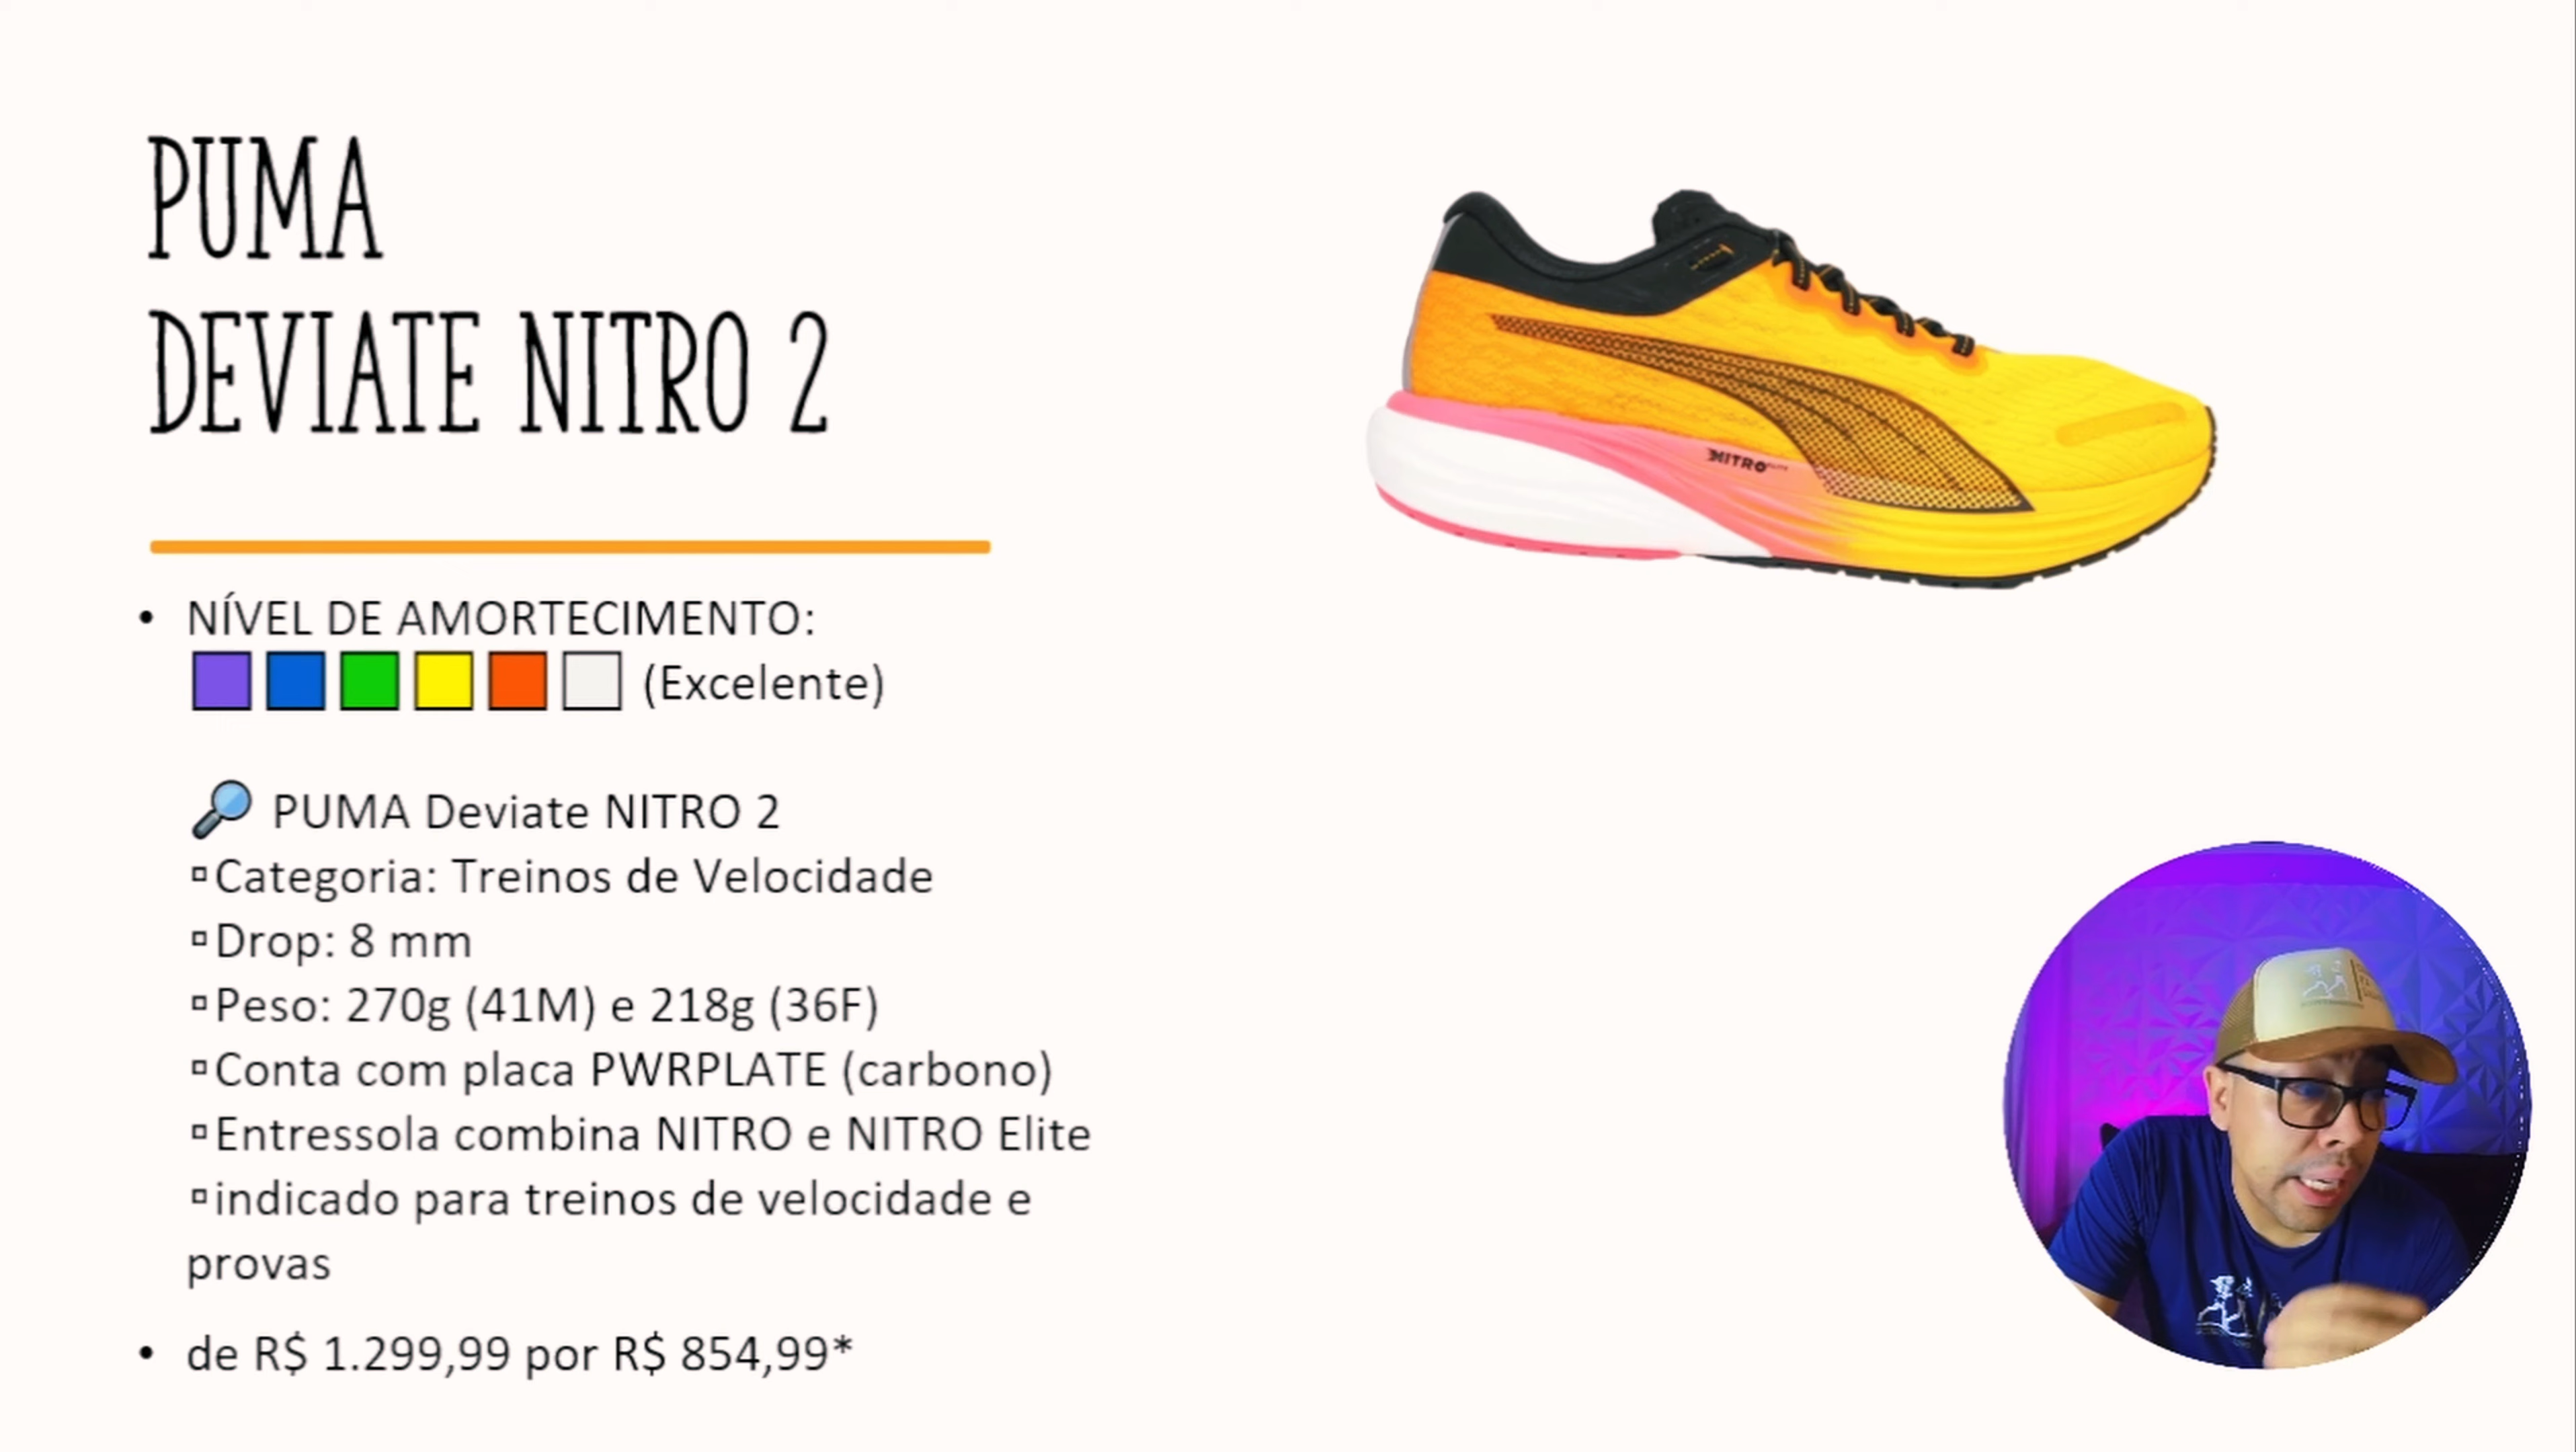 PUMA
DEVIATE NITRO 2
NITRO ELITE
• NÍVEL DE AMORTECIMENTO:
(Excelente)
PUMA Deviate NITRO 2
▫Categoria: Treinos de Velocidade
▫Drop: 8 mm
▫Peso: 270g (41M) e 218g (36F)
▫Conta com placa PWRPLATE (carbono)
▫Entressola combina NITRO e NITRO Elite
▫indicado para treinos de velocidade e
provas
• de R$ 1.299,99 por R$ 854,99*